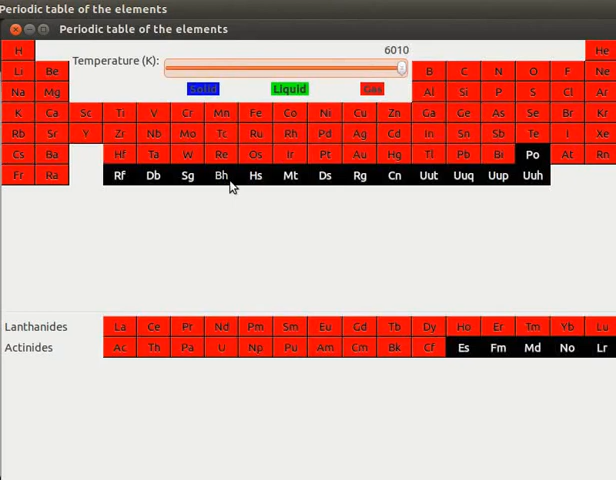 Periodic table of the elements
Periodic table of the elements
H He
Temperature (K): 6010
Li Be B C N O F Ne
Solid Liquid Gas
Na Mg Al Si P S Cl Ar
K Ca Sc Ti V Cr Mn Fe Co Ni Cu Zn Ga Ge As Se Br Kr
Rb Sr Y Zr Nb Mo Tc Ru Rh Pd Ag Cd In Sn Sb Te I Xe
Cs Ba Hf Ta W Re Os Ir Pt Au Hg Tl Pb Bi Po At Rn
Fr Ra Rf Db Sg Bh Hs Mt Ds Rg Cn Uut Uuq Uup Uuh
Lanthanides La Ce Pr Nd Pm Sm Eu Gd Tb Dy Ho Er Tm Yb Lu
Actinides Ac Th Pa U Np Pu Am Cm Bk Cf Es Fm Md No Lr